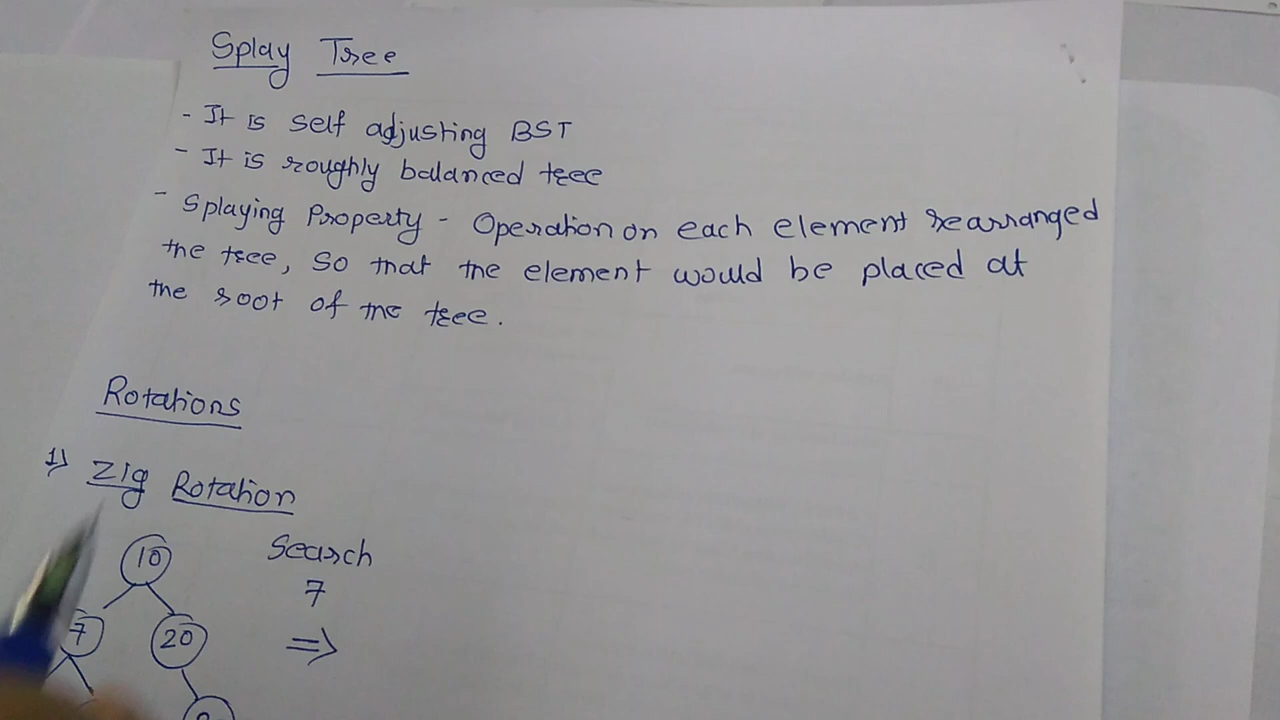 Splay Tree
- It is self adjusting BST
- It is roughly balanced tree
- Splaying Property - Operation on each element rearranged
the tree, so that the element would be placed at
the root of the tree.
Rotations
1) Zig Rotation
10
Search
7
7
20
=>